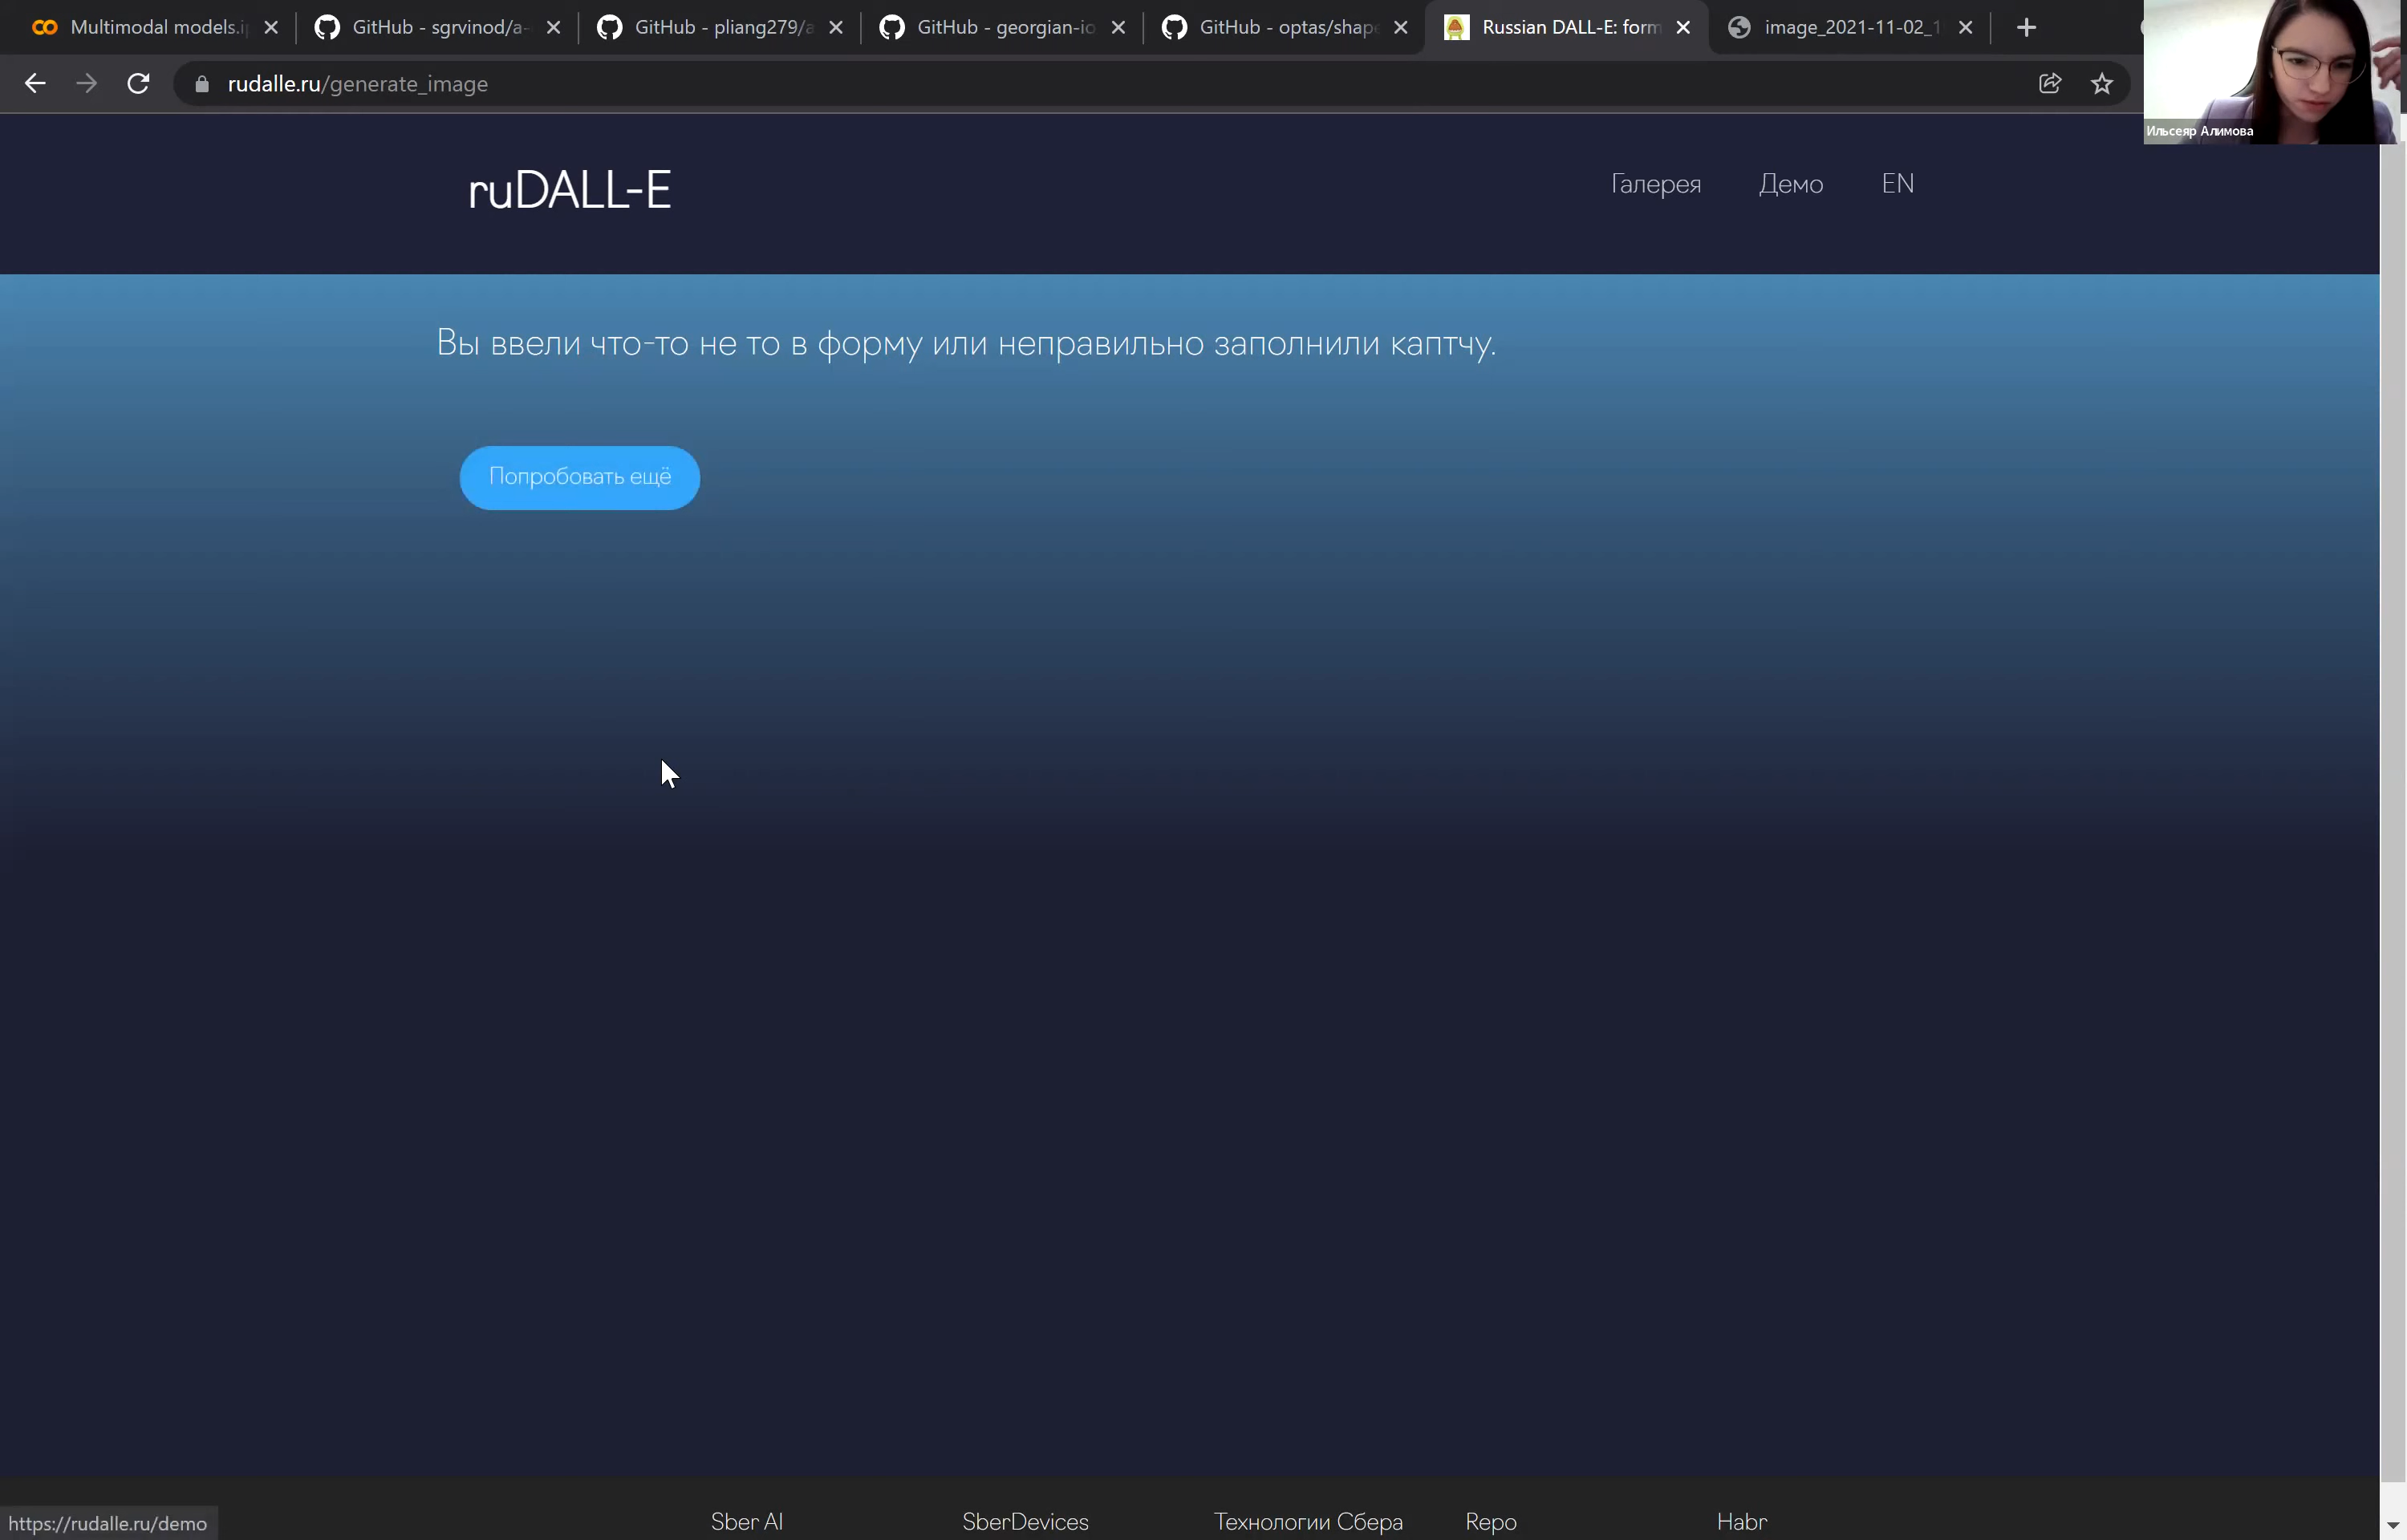 Multimodal models.i
GitHub - sgrvinod/a-
GitHub - pliang279/a
GitHub - georgian-io
GitHub - optas/shape
Russian DALL-E: form
image_2021-11-02_1
rudalle.ru/generate_image
Ильсеяр Алимова
ruDALL-E
Галерея
Демо
EN
Вы ввели что-то не то в форму или неправильно заполнили каптчу.
Попробовать ещё
https://rudalle.ru/demo
Sber AI
SberDevices
Технологии Сбера
Repo
Habr